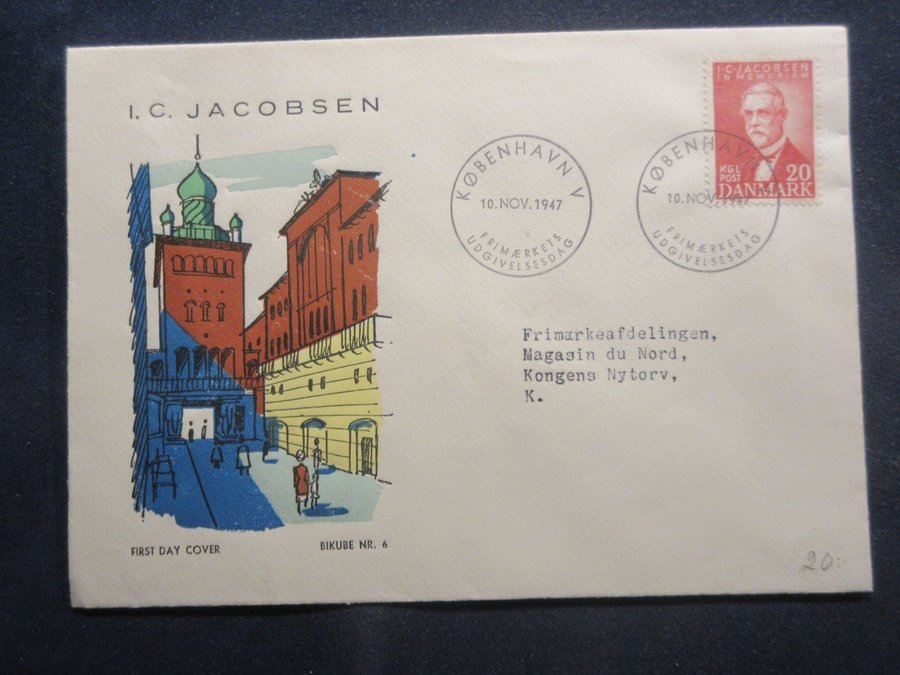 I.C. JACOBSEN
KØBENHAVN V
10. NOV. 1947
FRIMÆRKETS
UDGIVELSESDAG
I·C·JACOBSEN
IN MEMORIAM
KGL
POST
20
DANMARK
KØBENHAVN V
10. NOV. 1947
FRIMÆRKETS
UDGIVELSESDAG
Frimærkeafdelingen,
Magasin du Nord,
Kongens Nytorv,
K.
FIRST DAY COVER
BIKUBE NR. 6
20:-